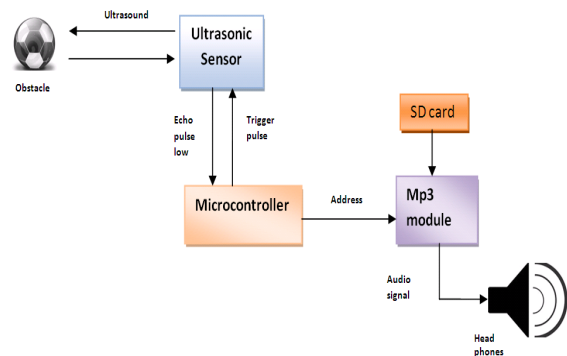 Ultrasound
Ultrasonic
Sensor
Obstacle
Echo
pulse
low
Trigger
pulse
SD card
Microcontroller
Address
Mp3
module
Audio
signal
Head
phones